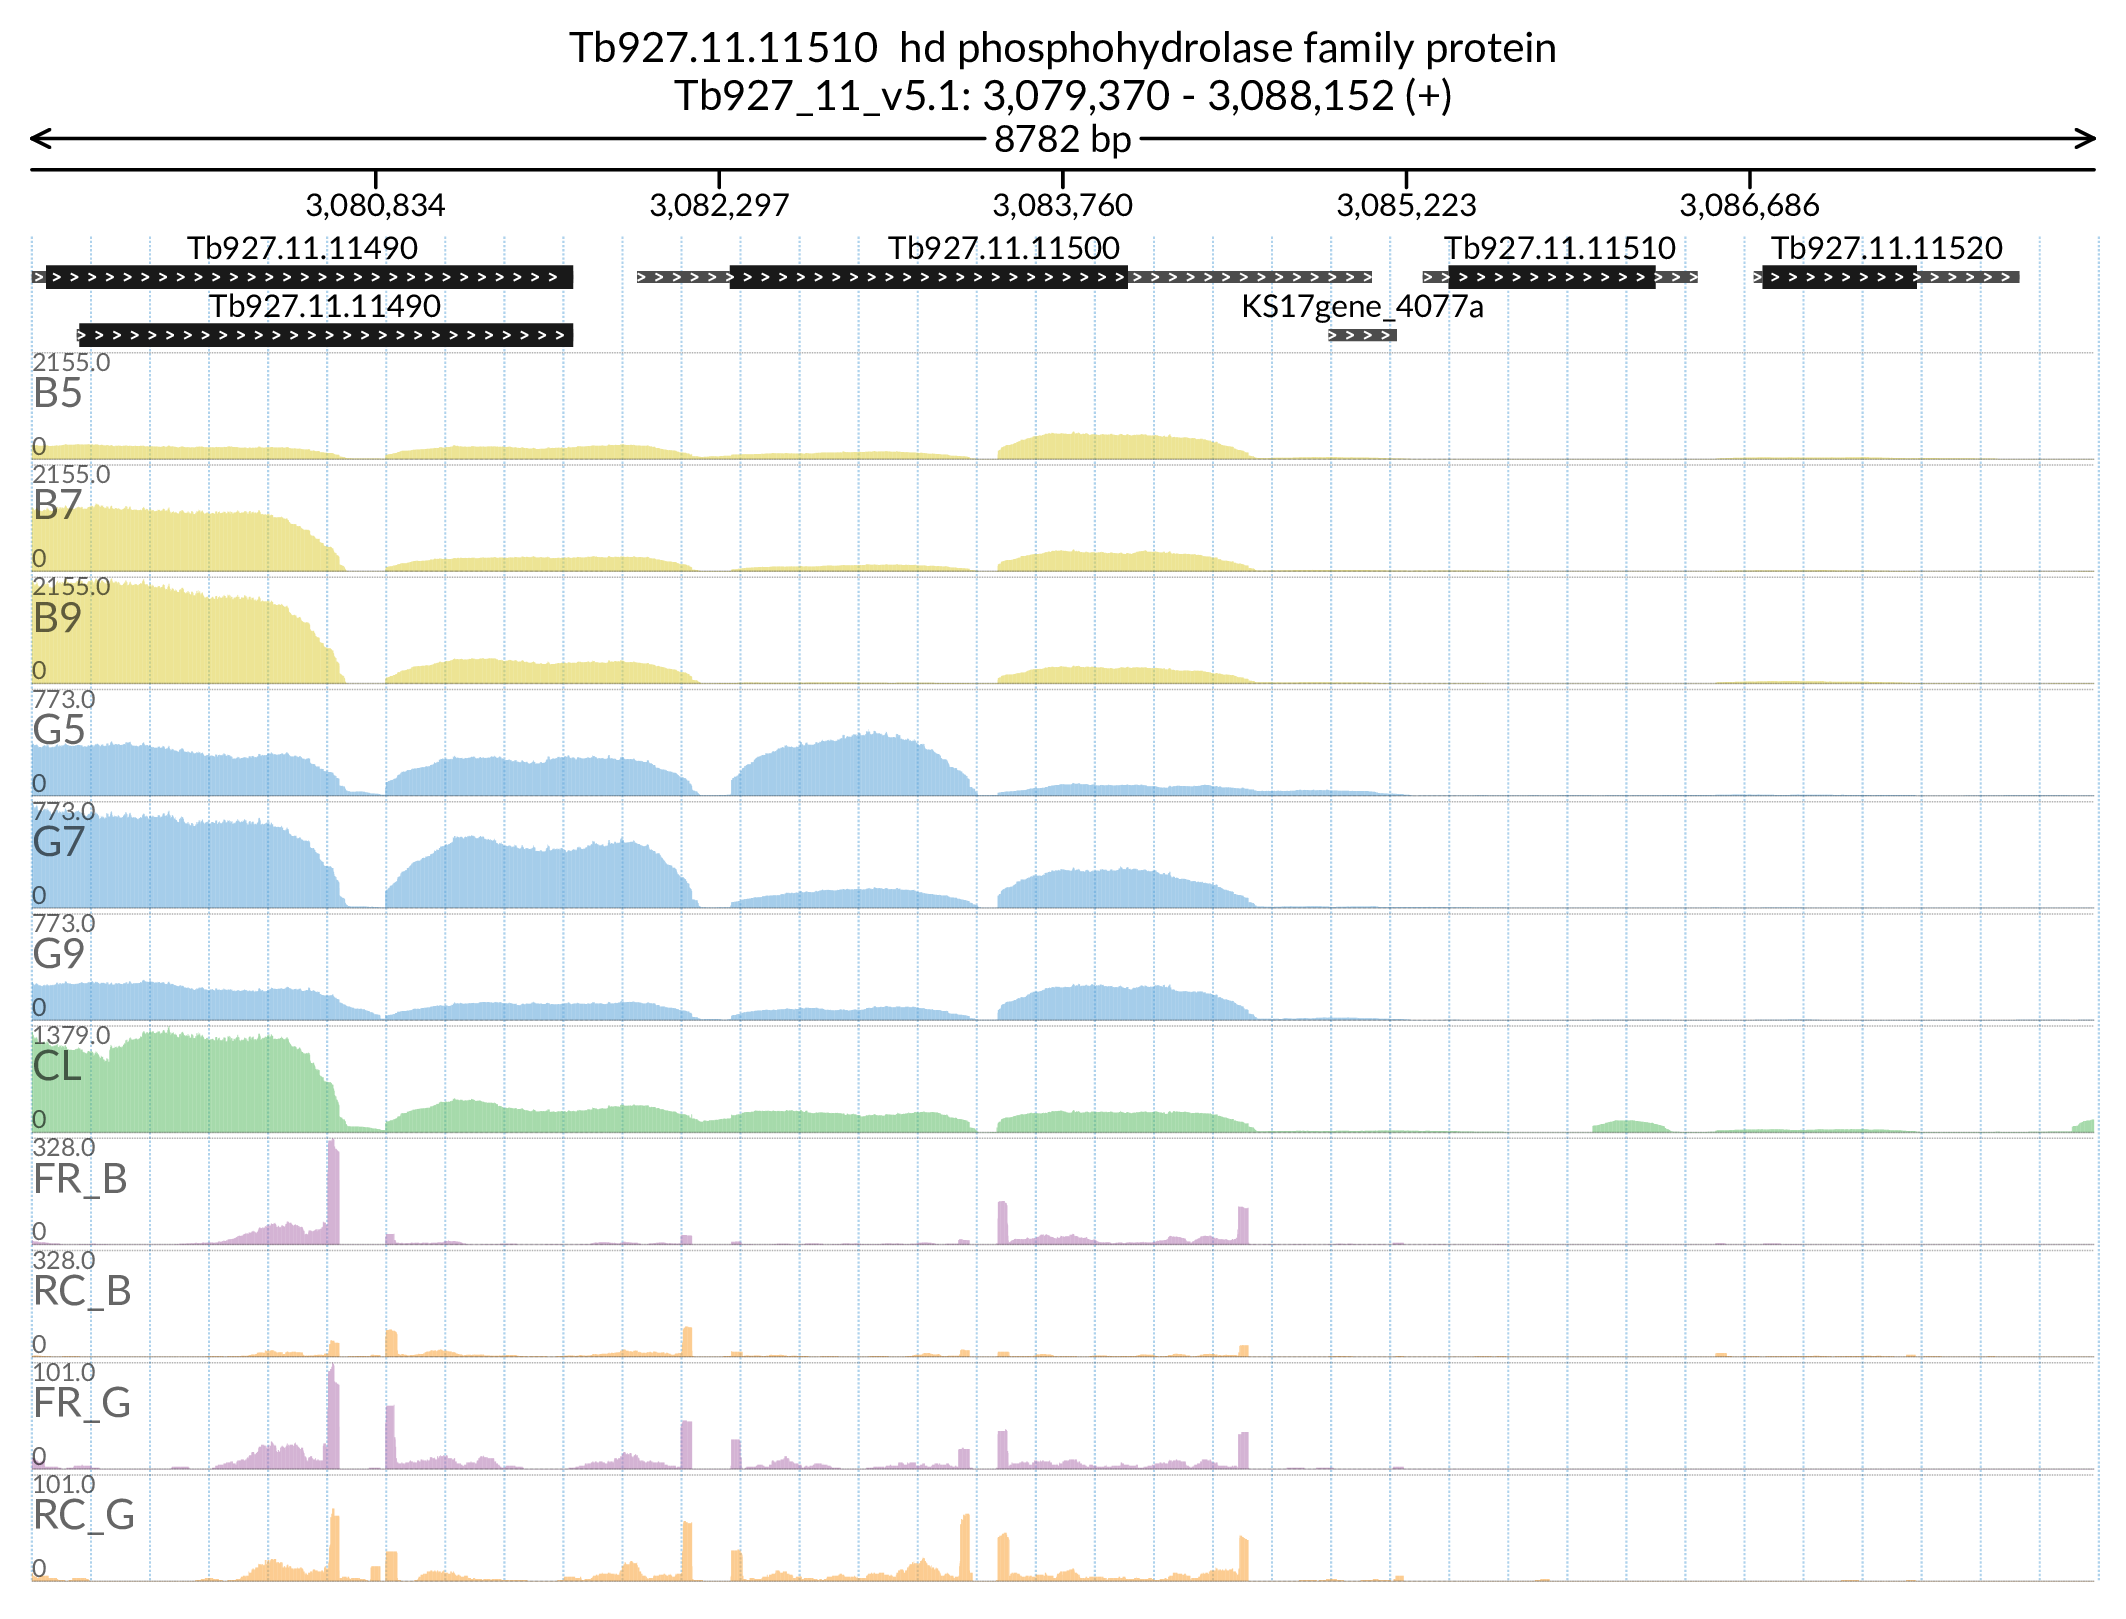 Tb927.11.11510  hd phosphohydrolase family protein
Tb927_11_v5.1: 3,079,370 - 3,088,152 (+)
8782 bp
3,080,834 3,082,297 3,083,760 3,085,223 3,086,686
Tb927.11.11490 Tb927.11.11500 Tb927.11.11510 Tb927.11.11520
Tb927.11.11490 KS17gene_4077a
2155.0
B5
0
2155.0
B7
0
2155.0
B9
0
773.0
G5
0
773.0
G7
0
773.0
G9
0
1379.0
CL
0
328.0
FR_B
0
328.0
RC_B
0
101.0
FR_G
0
101.0
RC_G
0